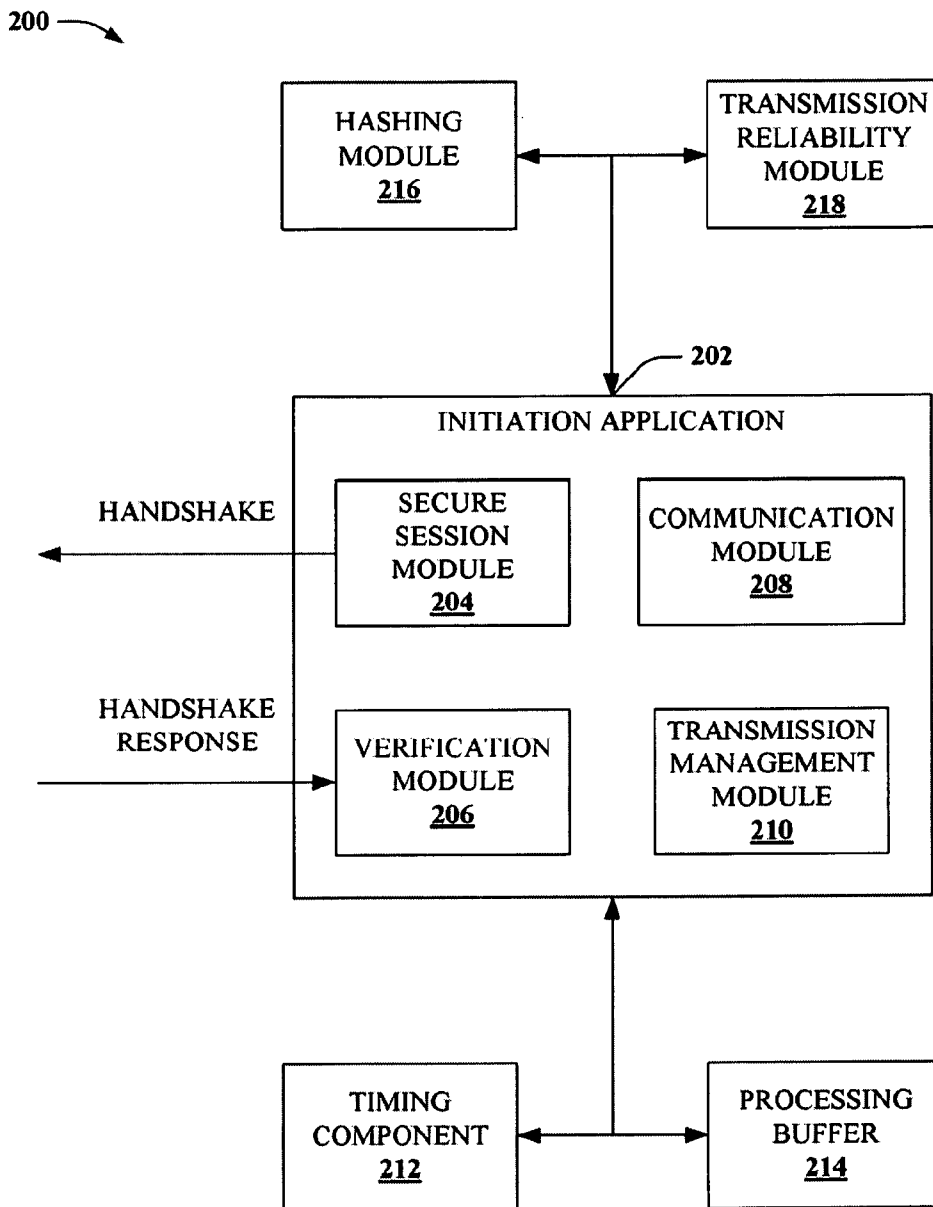 200
HASHING
MODULE
216
TRANSMISSION
RELIABILITY
MODULE
218
202
INITIATION APPLICATION
HANDSHAKE
SECURE
SESSION
MODULE
204
COMMUNICATION
MODULE
208
HANDSHAKE
RESPONSE
VERIFICATION
MODULE
206
TRANSMISSION
MANAGEMENT
MODULE
210
TIMING
COMPONENT
212
PROCESSING
BUFFER
214